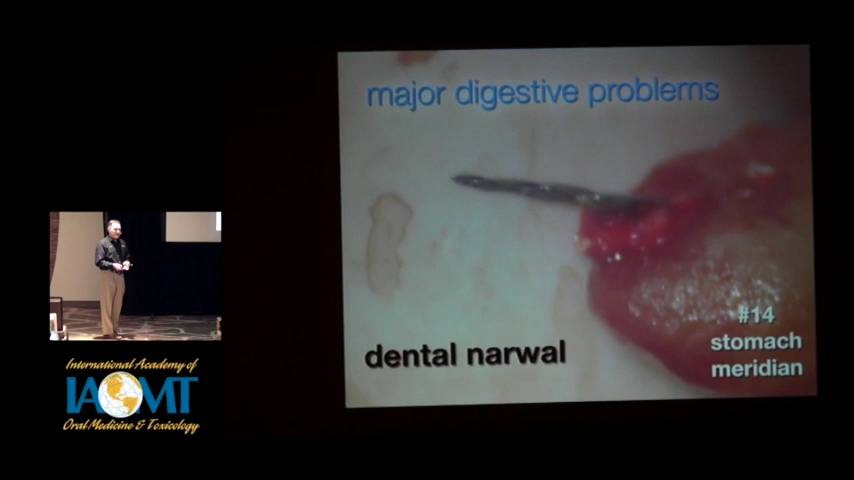 major digestive problems
dental narwal
#14
stomach
meridian
International Academy of
IAOMT
Oral Medicine & Toxicology